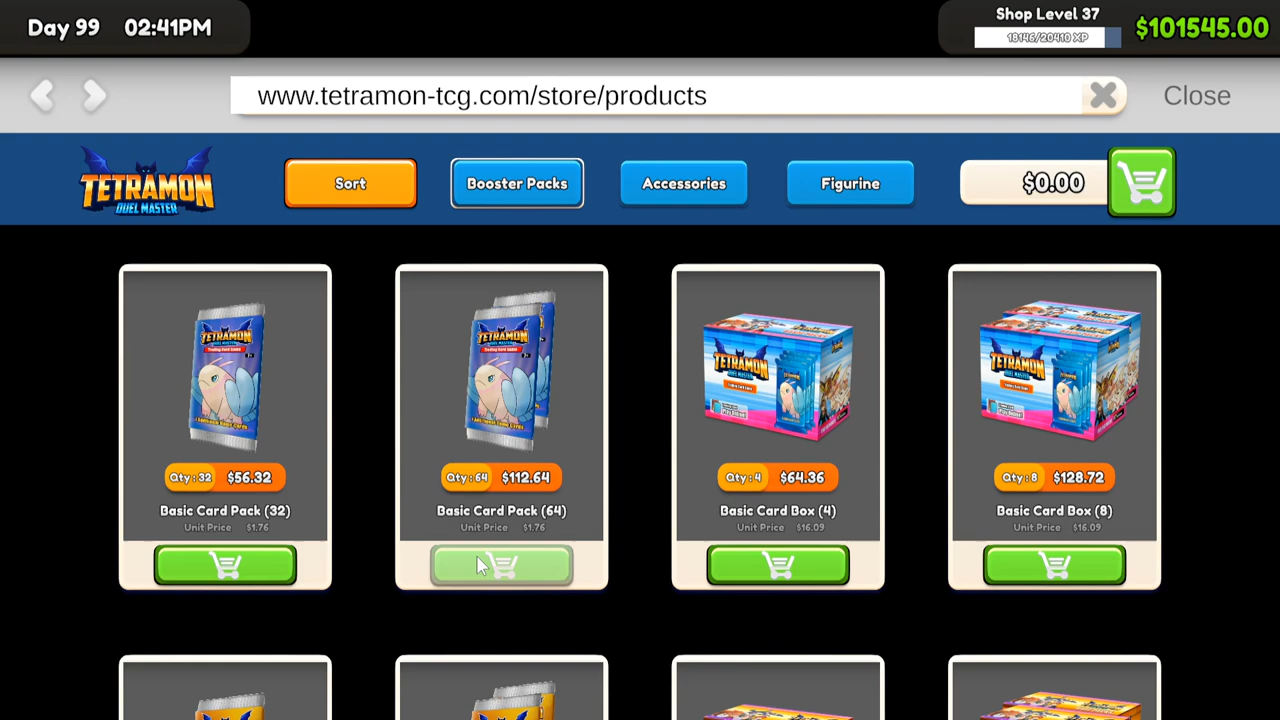 Day 99 02:41PM
Shop Level 37
18146/20410 XP
$101545.00
www.tetramon-tcg.com/store/products
Close
TETRAMON
DUEL MASTER
Sort
Booster Packs
Accessories
Figurine
$0.00
TETRAMON
TETRAMON
TETRAMON
TETRAMON
Qty: 32 $56.32
Basic Card Pack (32)
Unit Price $1.76
Qty: 64 $112.64
Basic Card Pack (64)
Unit Price $1.76
Qty: 4 $64.36
Basic Card Box (4)
Unit Price $16.09
Qty: 8 $128.72
Basic Card Box (8)
Unit Price $16.09